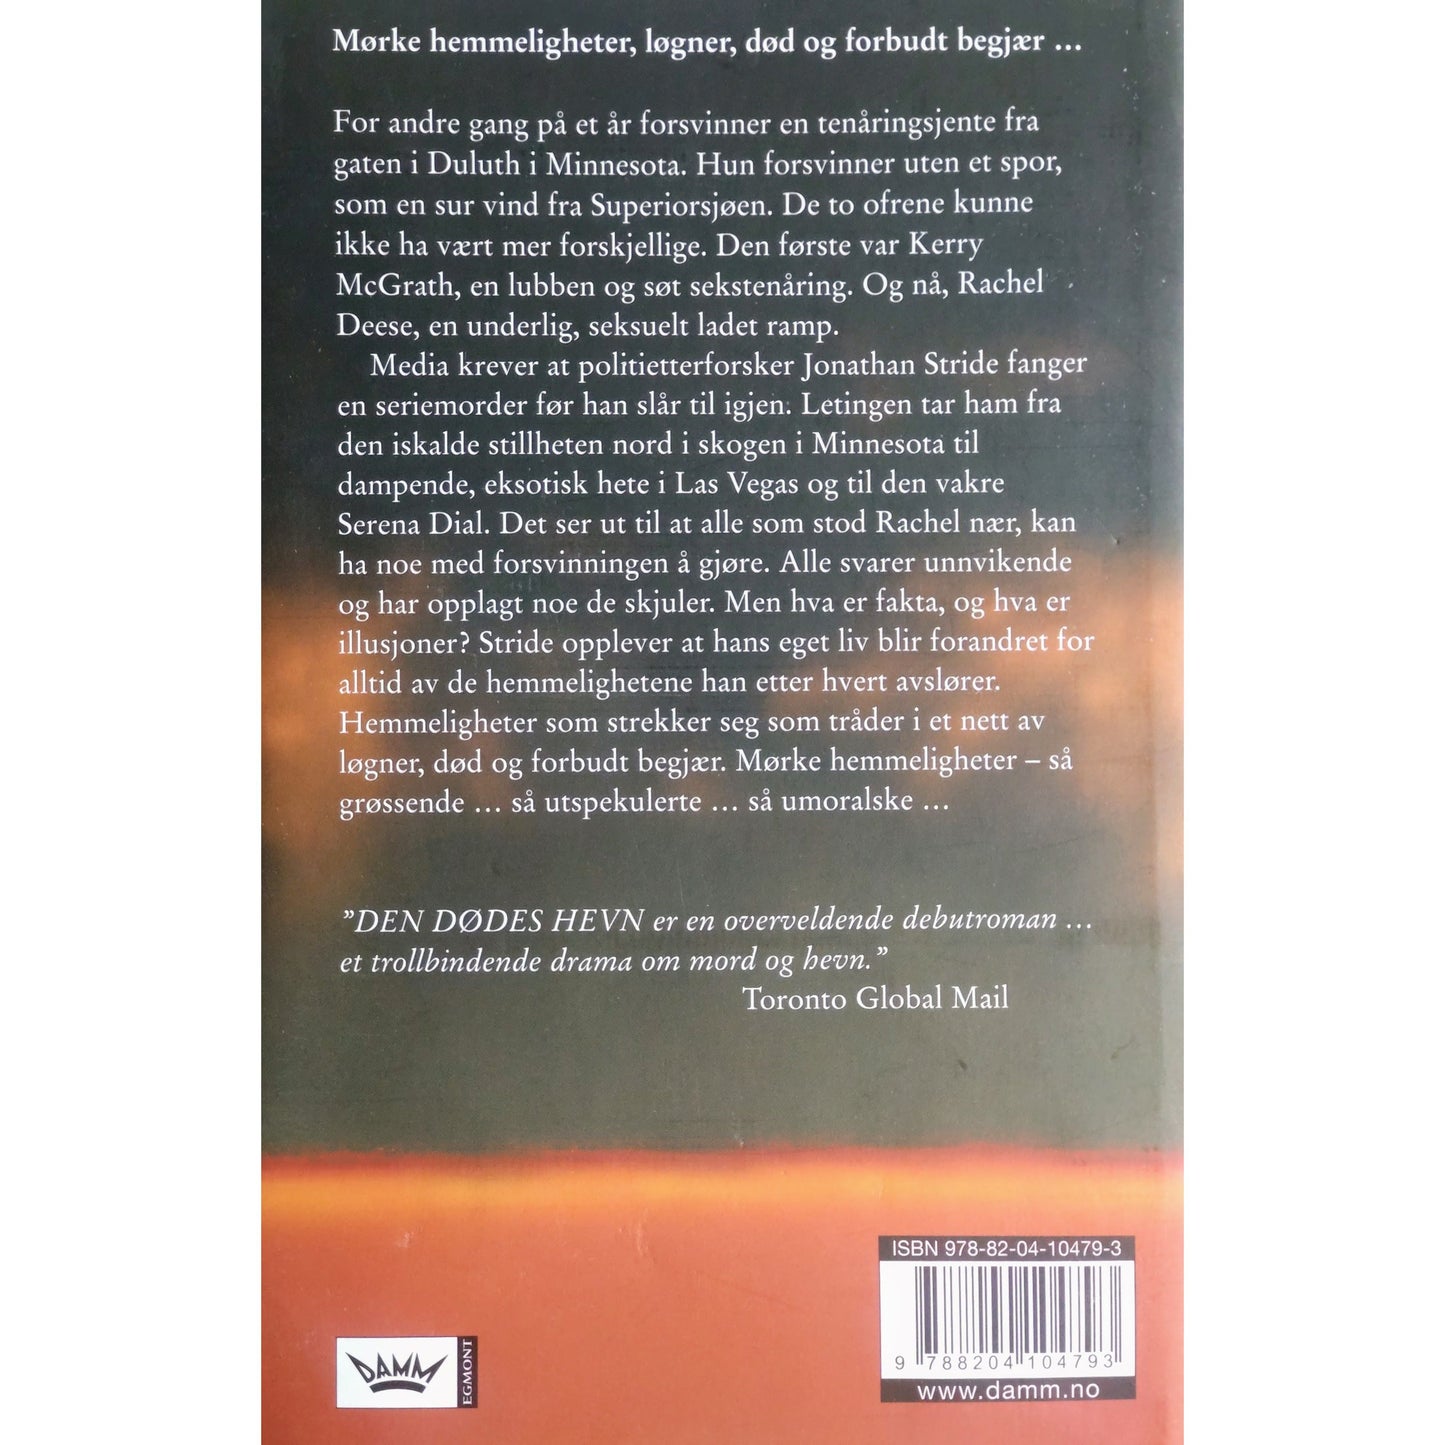 Mørke hemmeligheter, løgner, død og forbudt begjær ...
For andre gang på et år forsvinner en tenåringsjente fra
gaten i Duluth i Minnesota. Hun forsvinner uten et spor,
som en sur vind fra Superiorsjøen. De to ofrene kunne
ikke ha vært mer forskjellige. Den første var Kerry
McGrath, en lubben og søt sekstenåring. Og nå, Rachel
Deese, en underlig, seksuelt ladet ramp.
Media krever at politietterforsker Jonathan Stride fanger
en seriemorder før han slår til igjen. Letingen tar ham fra
den iskalde stillheten nord i skogen i Minnesota til
dampende, eksotisk hete i Las Vegas og til den vakre
Serena Dial. Det ser ut til at alle som stod Rachel nær, kan
ha noe med forsvinningen å gjøre. Alle svarer unnvikende
og har opplagt noe de skjuler. Men hva er fakta, og hva er
illusjoner? Stride opplever at hans eget liv blir forandret for
alltid av de hemmelighetene han etter hvert avslører.
Hemmeligheter som strekker seg som tråder i et nett av
løgner, død og forbudt begjær. Mørke hemmeligheter – så
grøssende ... så utspekulerte ... så umoralske ...
”DEN DØDES HEVN er en overveldende debutroman ...
et trollbindende drama om mord og hevn.”
Toronto Global Mail
ISBN 978-82-04-10479-3
9 788204 104793
www.damm.no
DAMM
EGMONT